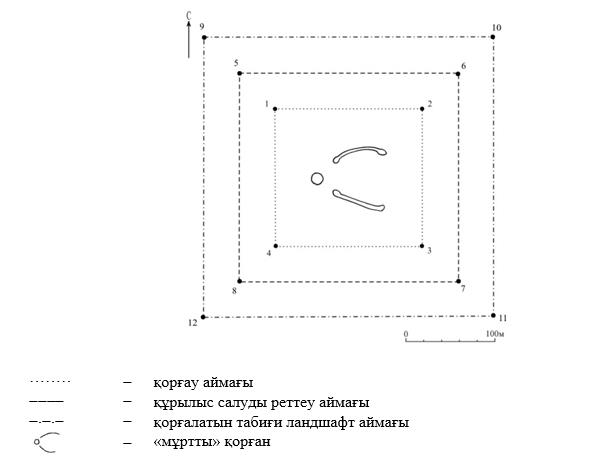 С
9
10
5
6
1
2
4
3
8
7
12
11
0 100м
........ – қорғау аймағы
–––– – құрылыс салуды реттеу аймағы
–·–·– – қорғалатын табиғи ландшафт аймағы
– «мұртты» қорған